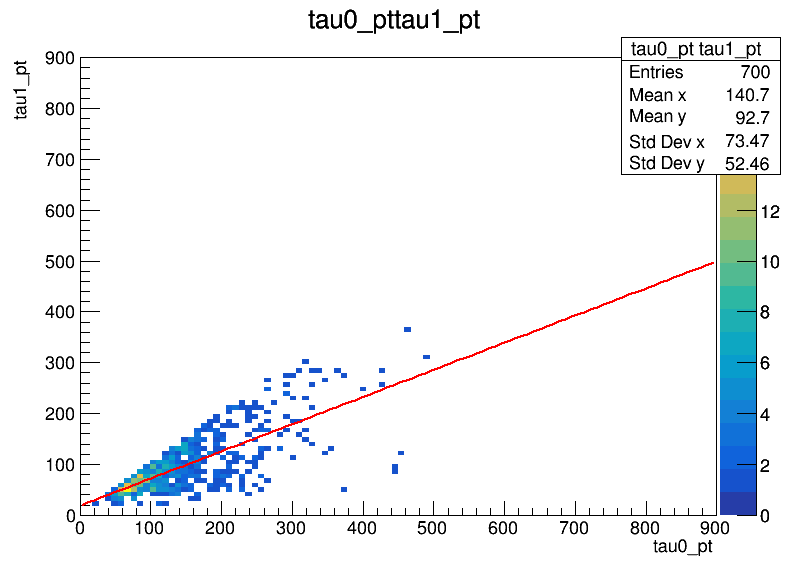 tau0_pttau1_pt
tau0_pt tau1_pt
Entries 700
Mean x 140.7
Mean y 92.7
Std Dev x 73.47
Std Dev y 52.46
tau1_pt
900
800
700
600
500
400
300
200
100
0
12
10
8
6
4
2
0
0 100 200 300 400 500 600 700 800 900
tau0_pt